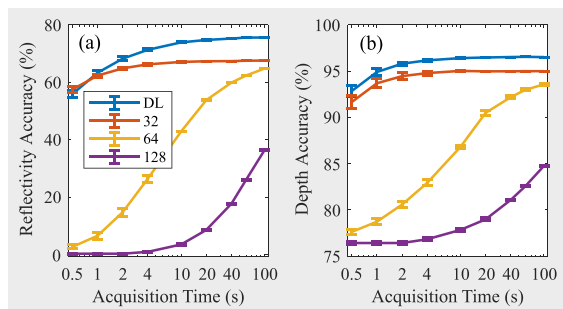 (a)
Reflectivity Accuracy (%)
80
60
40
20
0
DL
32
64
128
0.5 1 2 4 10 20 40 100
Acquisition Time (s)
(b)
Depth Accuracy (%)
100
95
90
85
80
75
0.5 1 2 4 10 20 40 100
Acquisition Time (s)